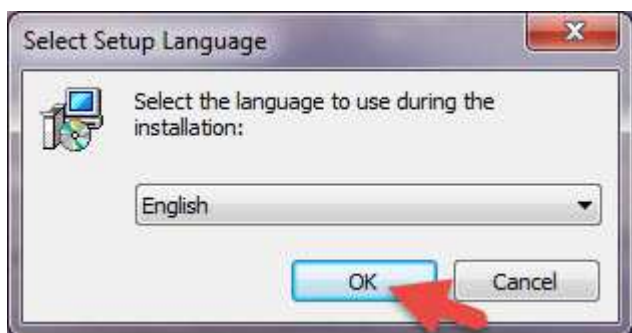 Select Setup Language
Select the language to use during the
installation:
English
OK
Cancel